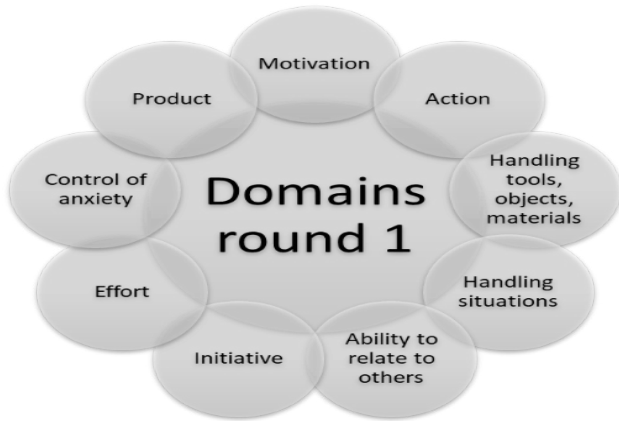 Domains
round 1
Motivation
Action
Handling
tools,
objects,
materials
Handling
situations
Ability to
relate to
others
Initiative
Effort
Control of
anxiety
Product